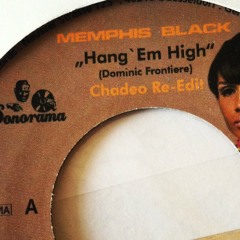 MEMPHIS BLACK
„Hang`Em High“
(Dominic Frontiere)
Chadeo Re-Edit
Sonorama
A